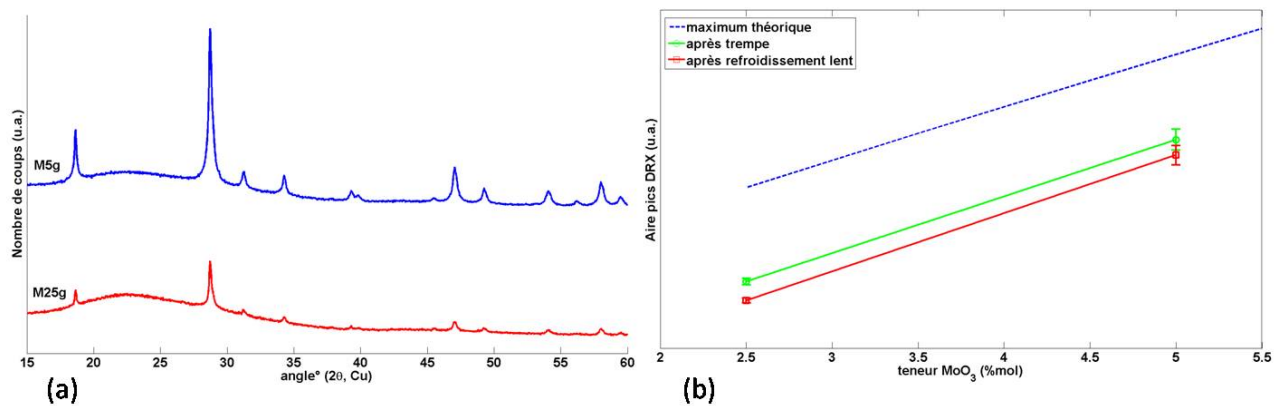 Nombre de coups (u.a.)
M5g
M25g
15 20 25 30 35 40 45 50 55 60
angle° (2θ, Cu)
(a)
maximum théorique
après trempe
après refroidissement lent
Aire pics DRX (u.a.)
2 2.5 3 3.5 4 4.5 5 5.5
teneur MoO₃ (%mol)
(b)